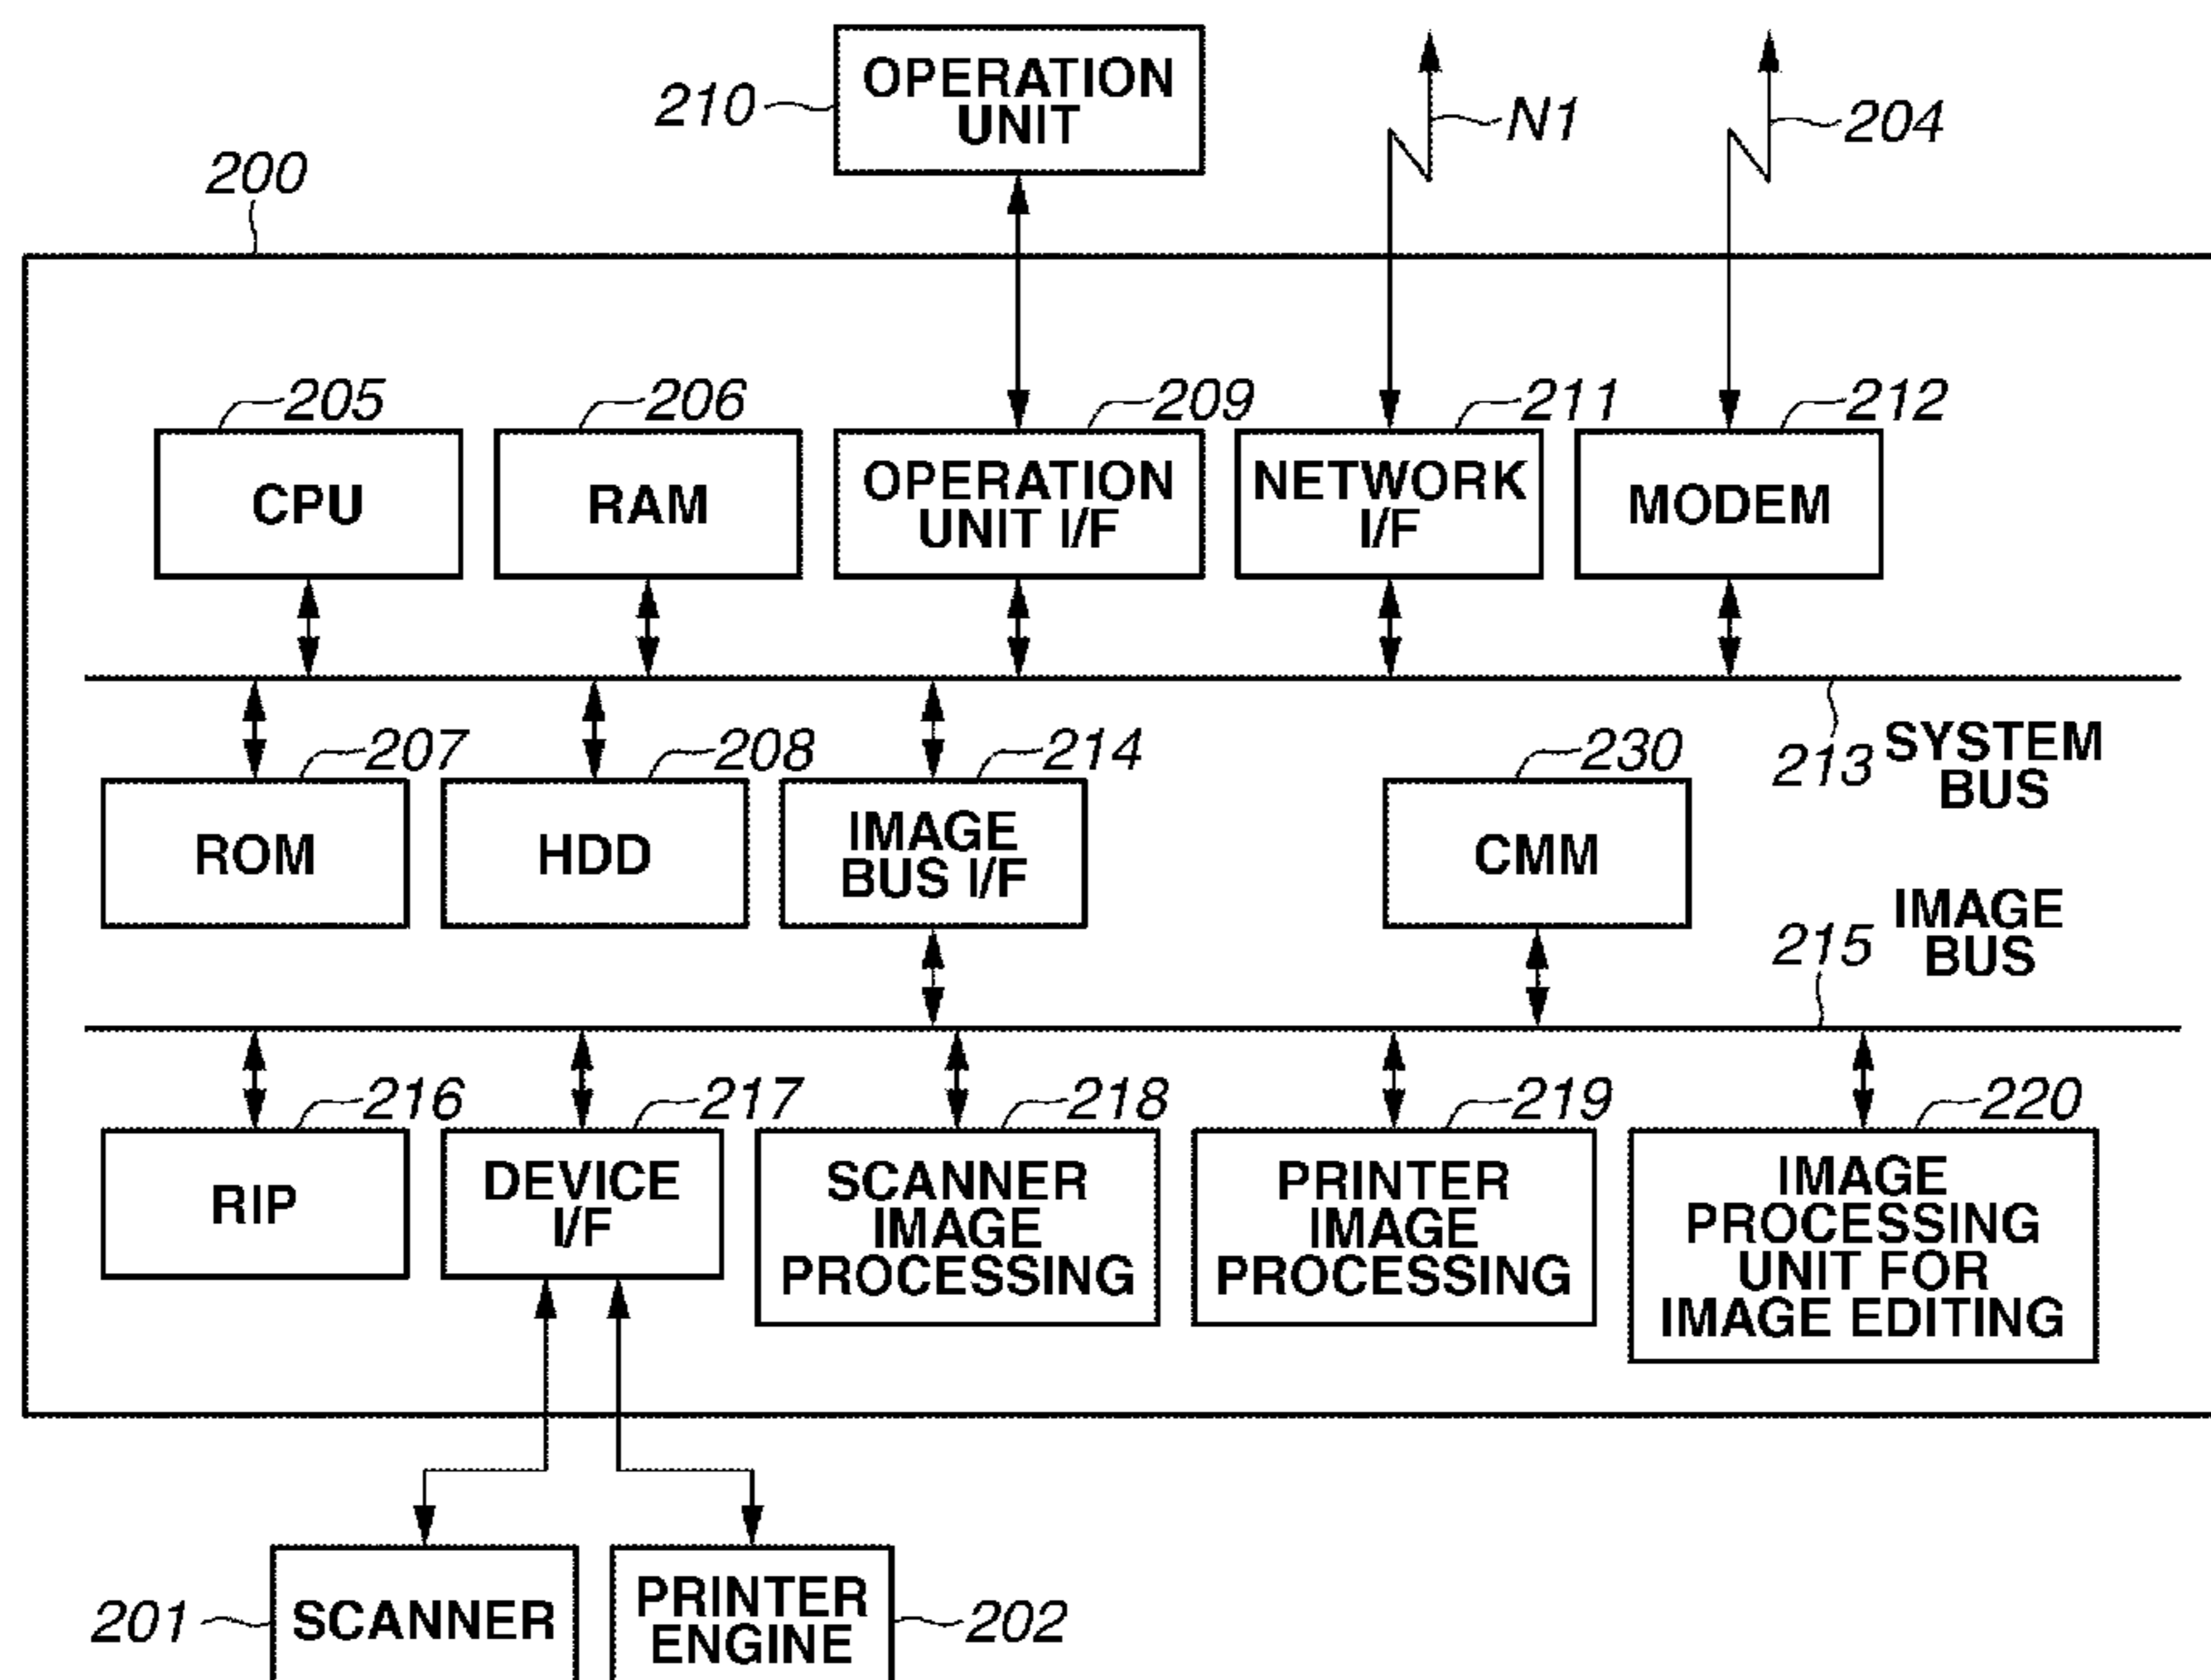 OPERATION
UNIT
210
N1
204
200
205
206
209
211
212
CPU
RAM
OPERATION
UNIT I/F
NETWORK
I/F
MODEM
207
208
214
230
213
SYSTEM
BUS
ROM
HDD
IMAGE
BUS I/F
CMM
215
IMAGE
BUS
216
217
218
219
220
RIP
DEVICE
I/F
SCANNER
IMAGE
PROCESSING
PRINTER
IMAGE
PROCESSING
IMAGE
PROCESSING
UNIT FOR
IMAGE EDITING
201
SCANNER
PRINTER
ENGINE
202